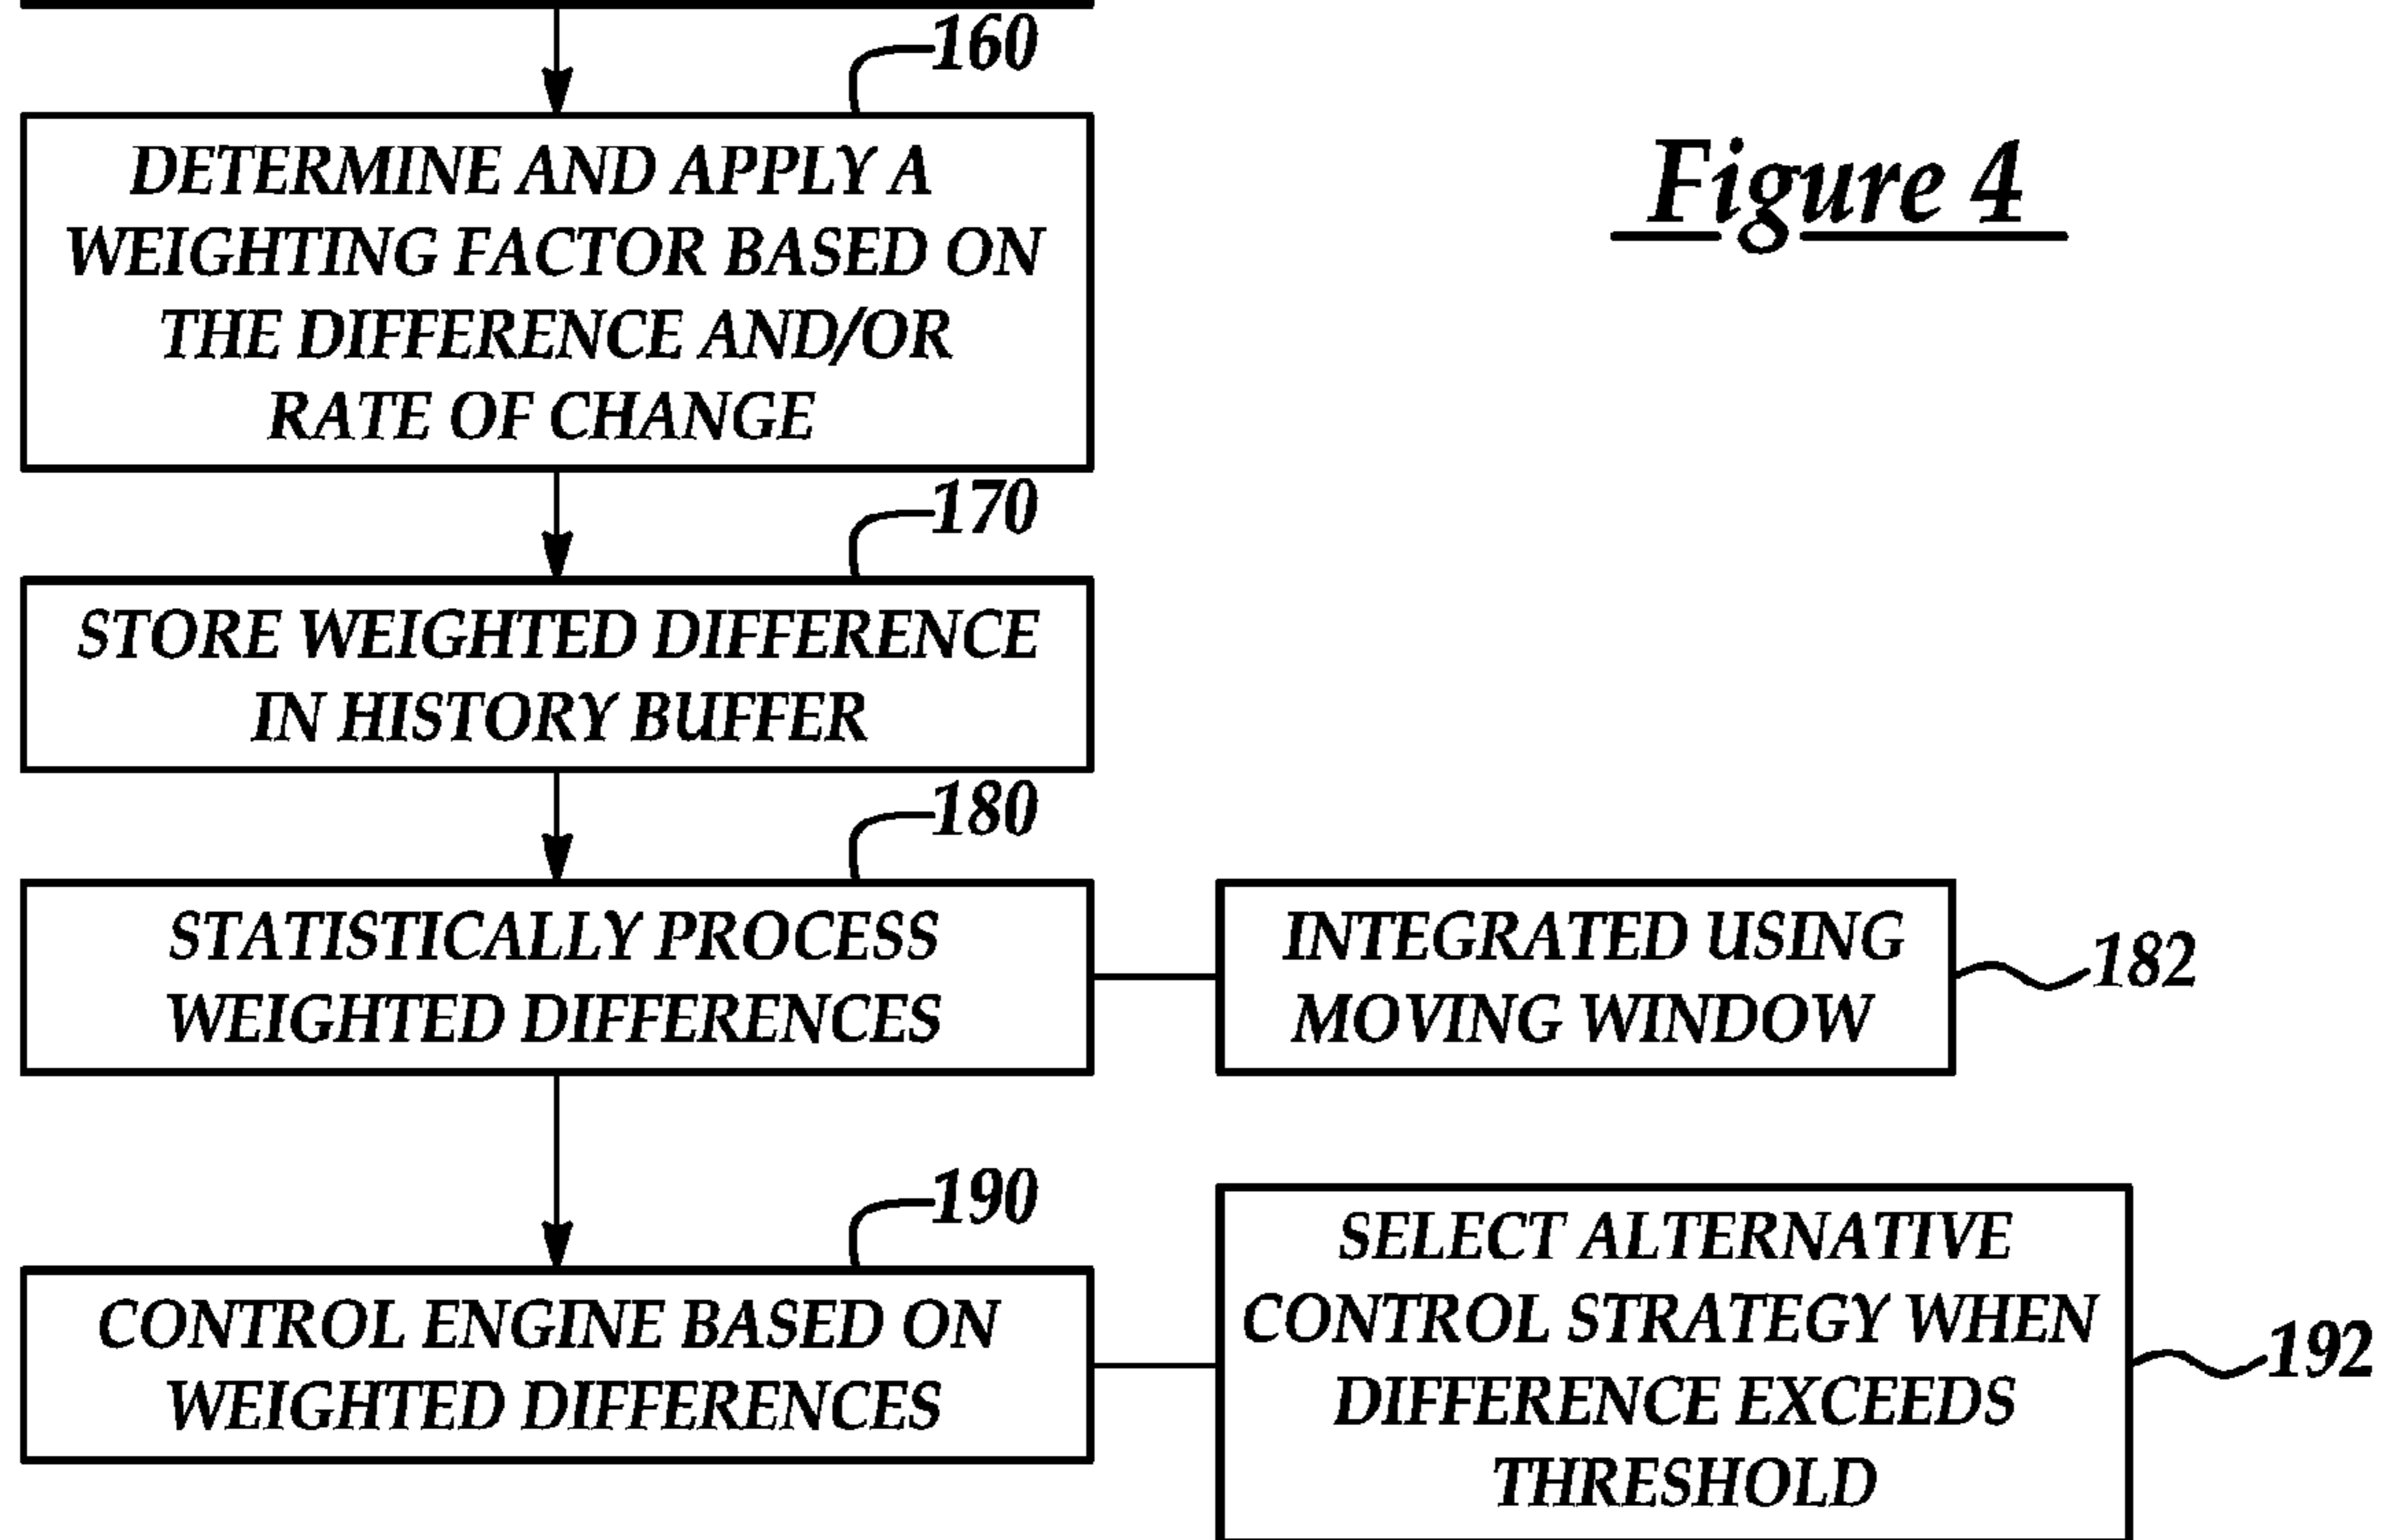 160
Figure 4
DETERMINE AND APPLY A
WEIGHTING FACTOR BASED ON
THE DIFFERENCE AND/OR
RATE OF CHANGE
170
STORE WEIGHTED DIFFERENCE
IN HISTORY BUFFER
180
STATISTICALLY PROCESS
WEIGHTED DIFFERENCES
INTEGRATED USING
MOVING WINDOW
182
190
CONTROL ENGINE BASED ON
WEIGHTED DIFFERENCES
SELECT ALTERNATIVE
CONTROL STRATEGY WHEN
DIFFERENCE EXCEEDS
THRESHOLD
192